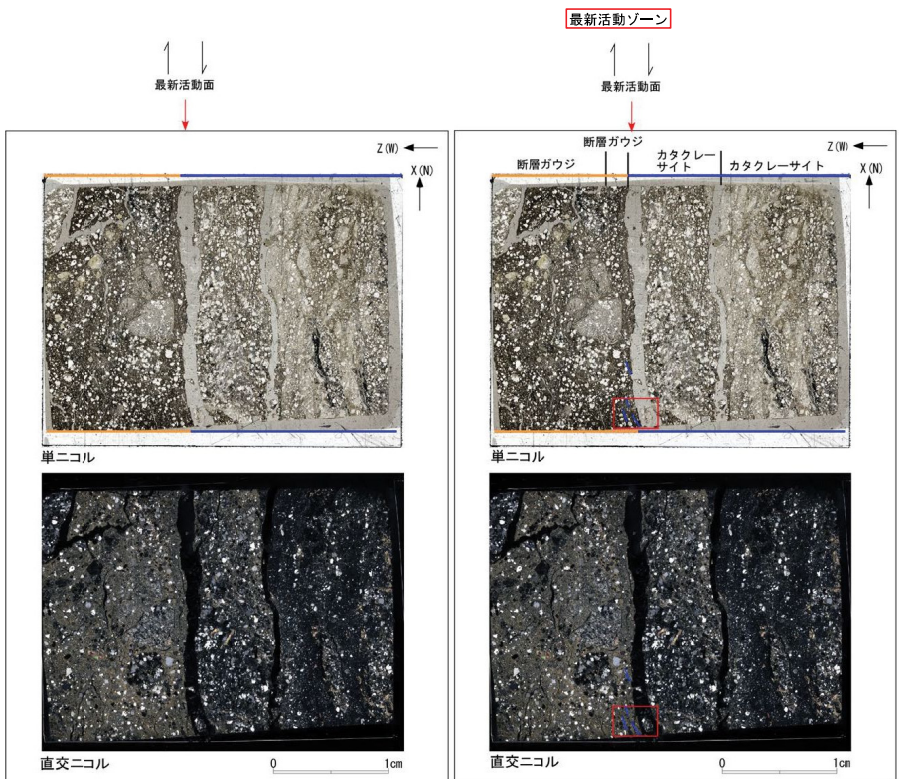 最新活動ゾーン
最新活動面
Z(W)
X(N)
単ニコル
直交ニコル
0 1cm
最新活動面
断層ガウジ
断層ガウジ
カタクレー
サイト
カタクレーサイト
Z(W)
X(N)
単ニコル
直交ニコル
0 1cm